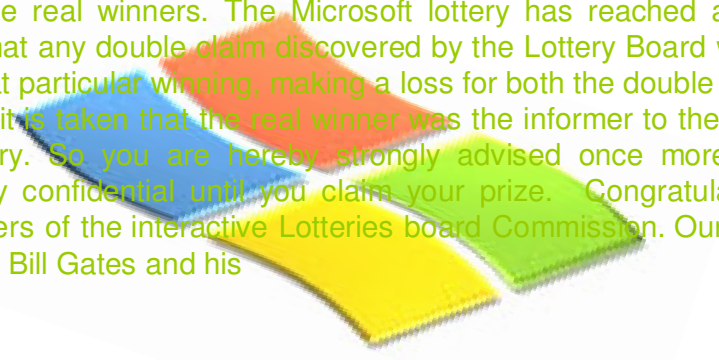 e real winners. The Microsoft lottery has reached a
hat any double claim discovered by the Lottery Board
at particular winning, making a loss for both the double
it is taken that the real winner was the informer to the
ry. So you are hereby strongly advised once more
y confidential until you claim your prize. Congratula
ers of the interactive Lotteries board Commission. Our
Bill Gates and his